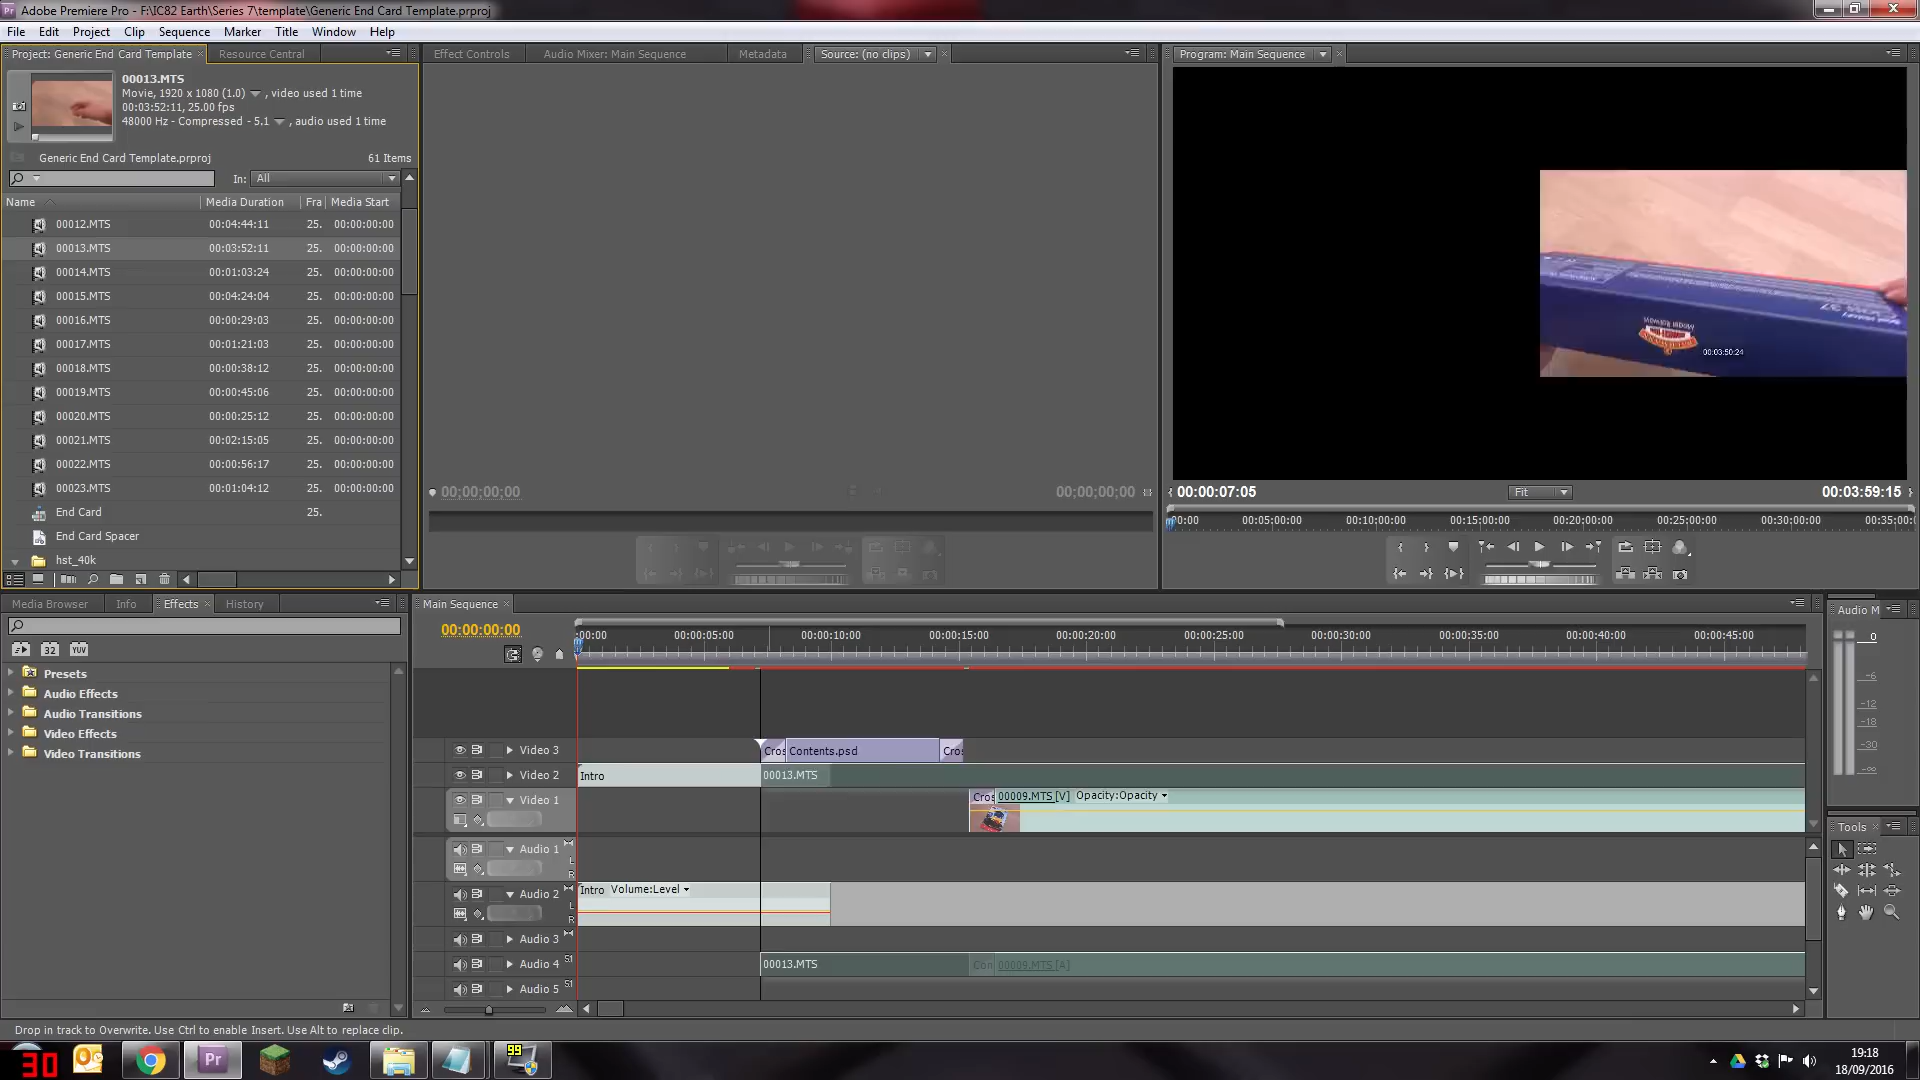 Adobe Premiere Pro - F:\IC82 Earth\Series 7\template\Generic End Card Template.prproj
File Edit Project Clip Sequence Marker Title Window Help
Project: Generic End Card Template Resource Central
Effect Controls Audio Mixer: Main Sequence Metadata Source: (no clips)
Program: Main Sequence
00013.MTS
Movie, 1920 x 1080 (1.0) , video used 1 time
00:03:52:11, 25.00 fps
48000 Hz - Compressed - 5.1 , audio used 1 time
Generic End Card Template.prproj 61 Items
In: All
Name Media Duration Fra Media Start
00012.MTS 00:04:44:11 25. 00:00:00:00
00013.MTS 00:03:52:11 25. 00:00:00:00
00014.MTS 00:01:03:24 25. 00:00:00:00
00015.MTS 00:04:24:04 25. 00:00:00:00
00016.MTS 00:00:29:03 25. 00:00:00:00
00017.MTS 00:01:21:03 25. 00:00:00:00
00018.MTS 00:00:38:12 25. 00:00:00:00
00019.MTS 00:00:45:06 25. 00:00:00:00
00020.MTS 00:00:25:12 25. 00:00:00:00
00021.MTS 00:02:15:05 25. 00:00:00:00
00022.MTS 00:00:56:17 25. 00:00:00:00
00023.MTS 00:01:04:12 25. 00:00:00:00
End Card 25.
End Card Spacer
hst_40k
00;00;00;00 00;00;00;00
00:03:50:24
00:00:07:05 Fit 00:03:59:15
00:00 00:05:00:00 00:10:00:00 00:15:00:00 00:20:00:00 00:25:00:00 00:30:00:00 00:35:00:
Media Browser Info Effects History
32 YUV
Presets
Audio Effects
Audio Transitions
Video Effects
Video Transitions
Main Sequence
00:00:00:00
:00:00 00:00:05:00 00:00:10:00 00:00:15:00 00:00:20:00 00:00:25:00 00:00:30:00 00:00:35:00 00:00:40:00 00:00:45:00
Video 3 Cros Contents.psd Cros
Video 2 Intro 00013.MTS
Video 1 Cros 00009.MTS [V] Opacity:Opacity
Audio 1 L R
Audio 2 L R Intro Volume:Level
Audio 3
Audio 4 5.1 00013.MTS Con 00009.MTS [A]
Audio 5 5.1
Audio M
0
-6
-12
-18
-30
-∞
Tools
Drop in track to Overwrite. Use Ctrl to enable Insert. Use Alt to replace clip.
30 Pr 99
19:18
18/09/2016